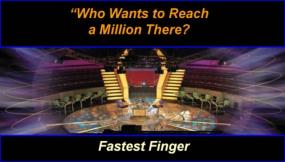 “Who Wants to Reach
a Million There?
Fastest Finger